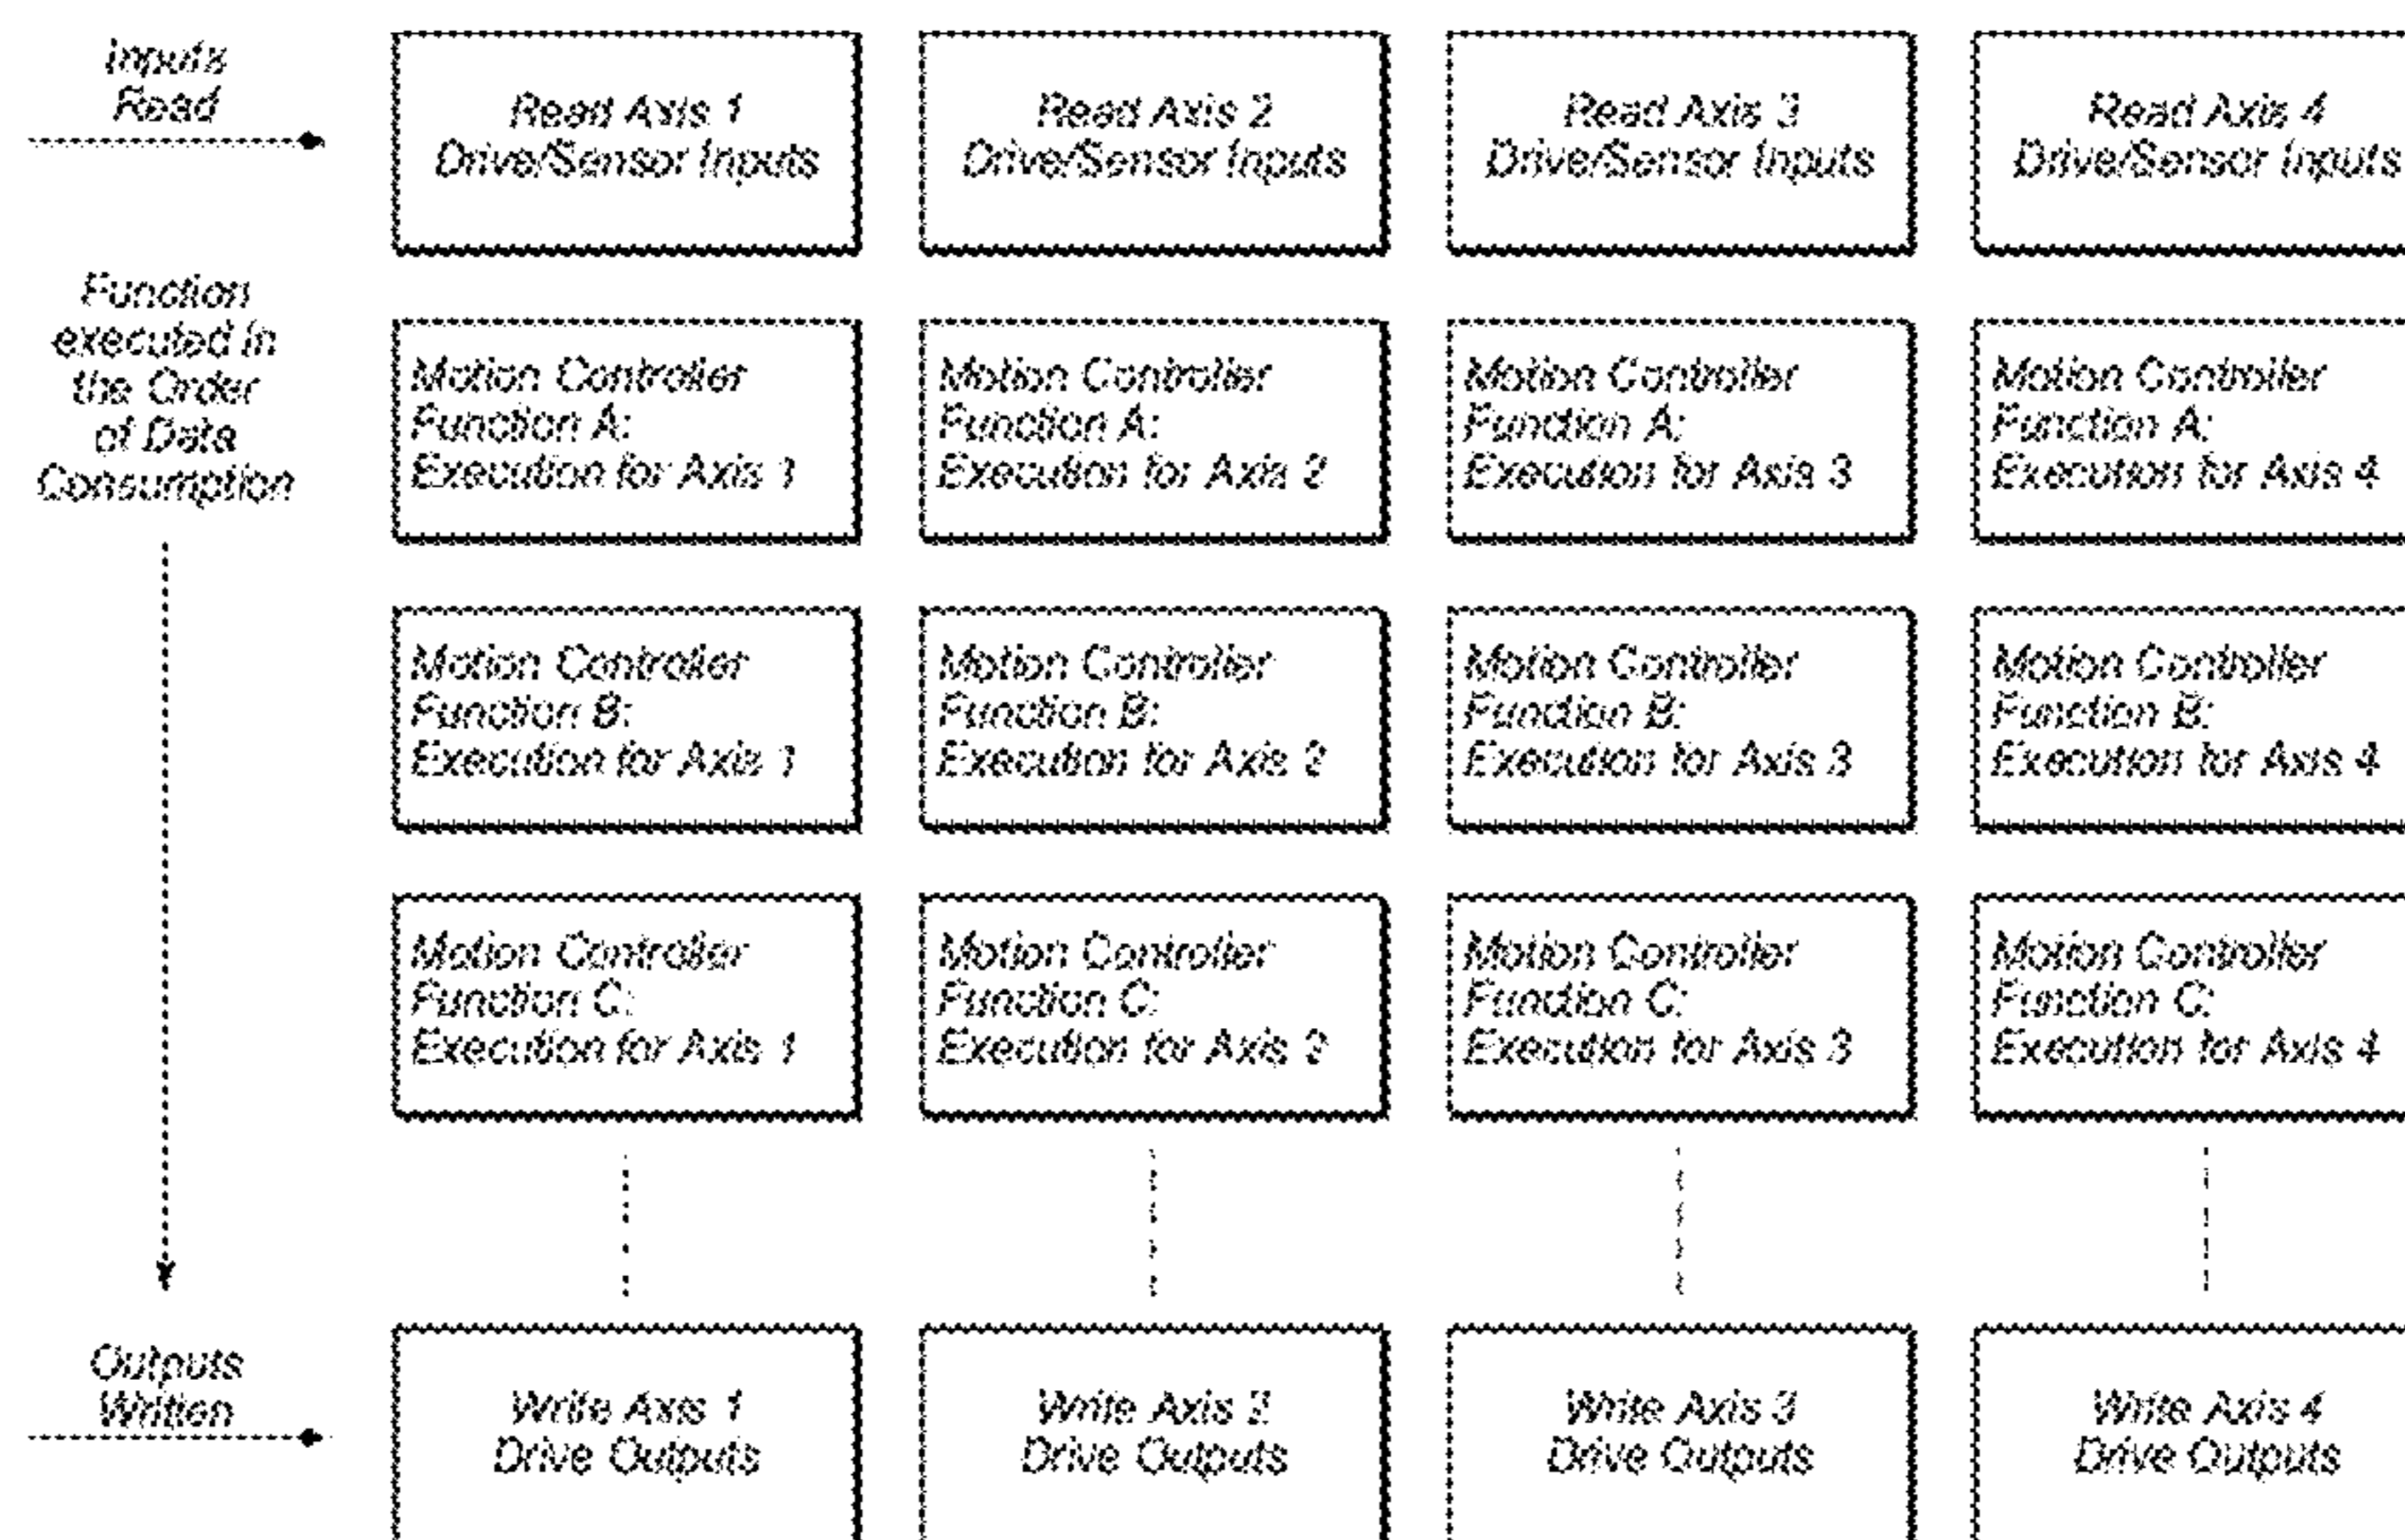 Inputs
Read
Read Axis 1
Drive/Sensor Inputs
Read Axis 2
Drive/Sensor Inputs
Read Axis 3
Drive/Sensor Inputs
Read Axis 4
Drive/Sensor Inputs
Function
executed in
the Order
of Data
Consumption
Motion Controller
Function A:
Execution for Axis 1
Motion Controller
Function A:
Execution for Axis 2
Motion Controller
Function A:
Execution for Axis 3
Motion Controller
Function A:
Execution for Axis 4
Motion Controller
Function B:
Execution for Axis 1
Motion Controller
Function B:
Execution for Axis 2
Motion Controller
Function B:
Execution for Axis 3
Motion Controller
Function B:
Execution for Axis 4
Motion Controller
Function C:
Execution for Axis 1
Motion Controller
Function C:
Execution for Axis 2
Motion Controller
Function C:
Execution for Axis 3
Motion Controller
Function C:
Execution for Axis 4
Outputs
Written
Write Axis 1
Drive Outputs
Write Axis 2
Drive Outputs
Write Axis 3
Drive Outputs
Write Axis 4
Drive Outputs